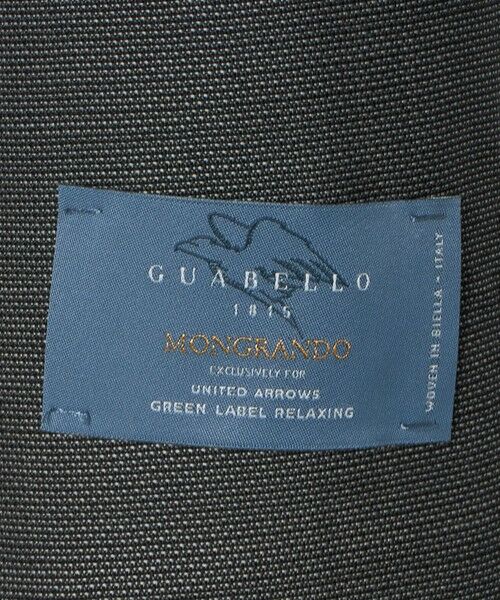 GUABELLO
1815
MONGRANDO
EXCLUSIVELY FOR
UNITED ARROWS
GREEN LABEL RELAXING
WOVEN IN BIELLA - ITALY